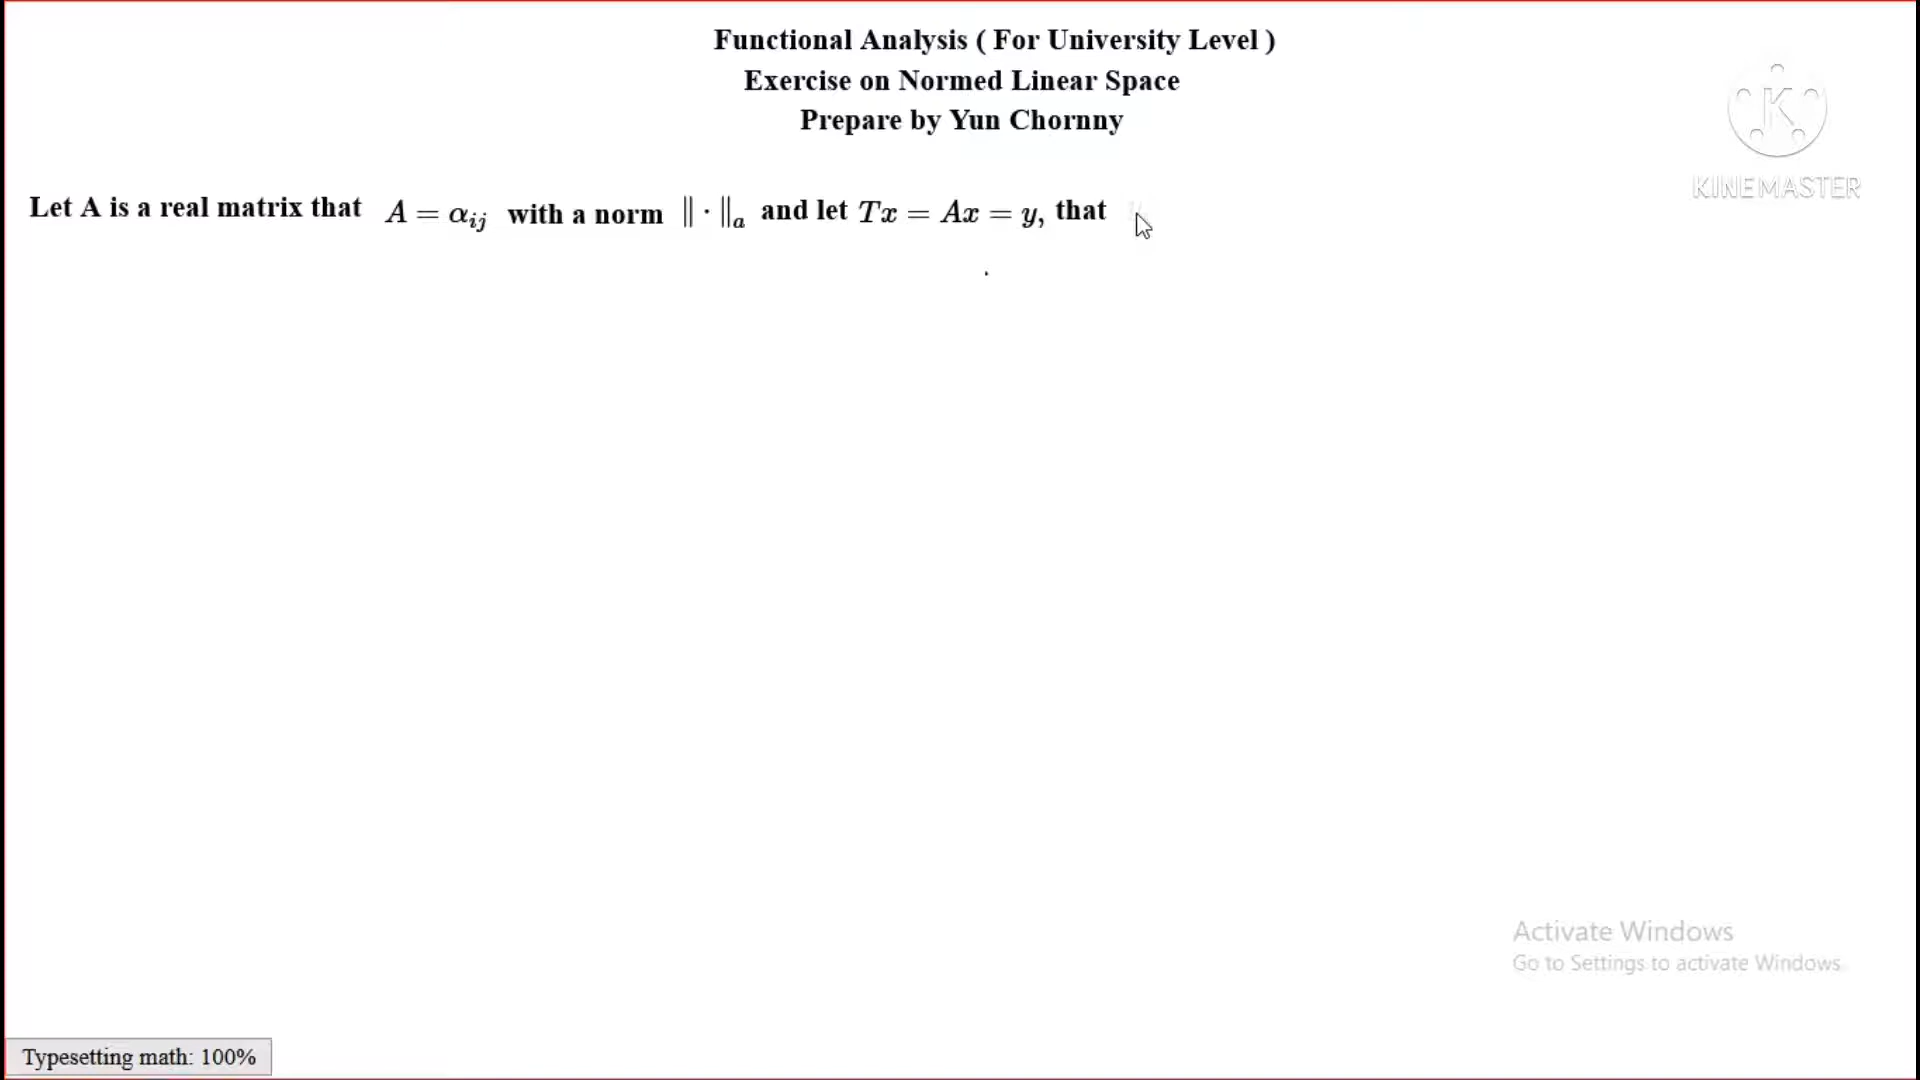 Functional Analysis ( For University Level )
Exercise on Normed Linear Space
Prepare by Yun Chornny
KINEMASTER
Let A is a real matrix that A = α_{ij} with a norm ‖ · ‖_a and let Tx = Ax = y, that
.
Activate Windows
Go to Settings to activate Windows.
Typesetting math: 100%